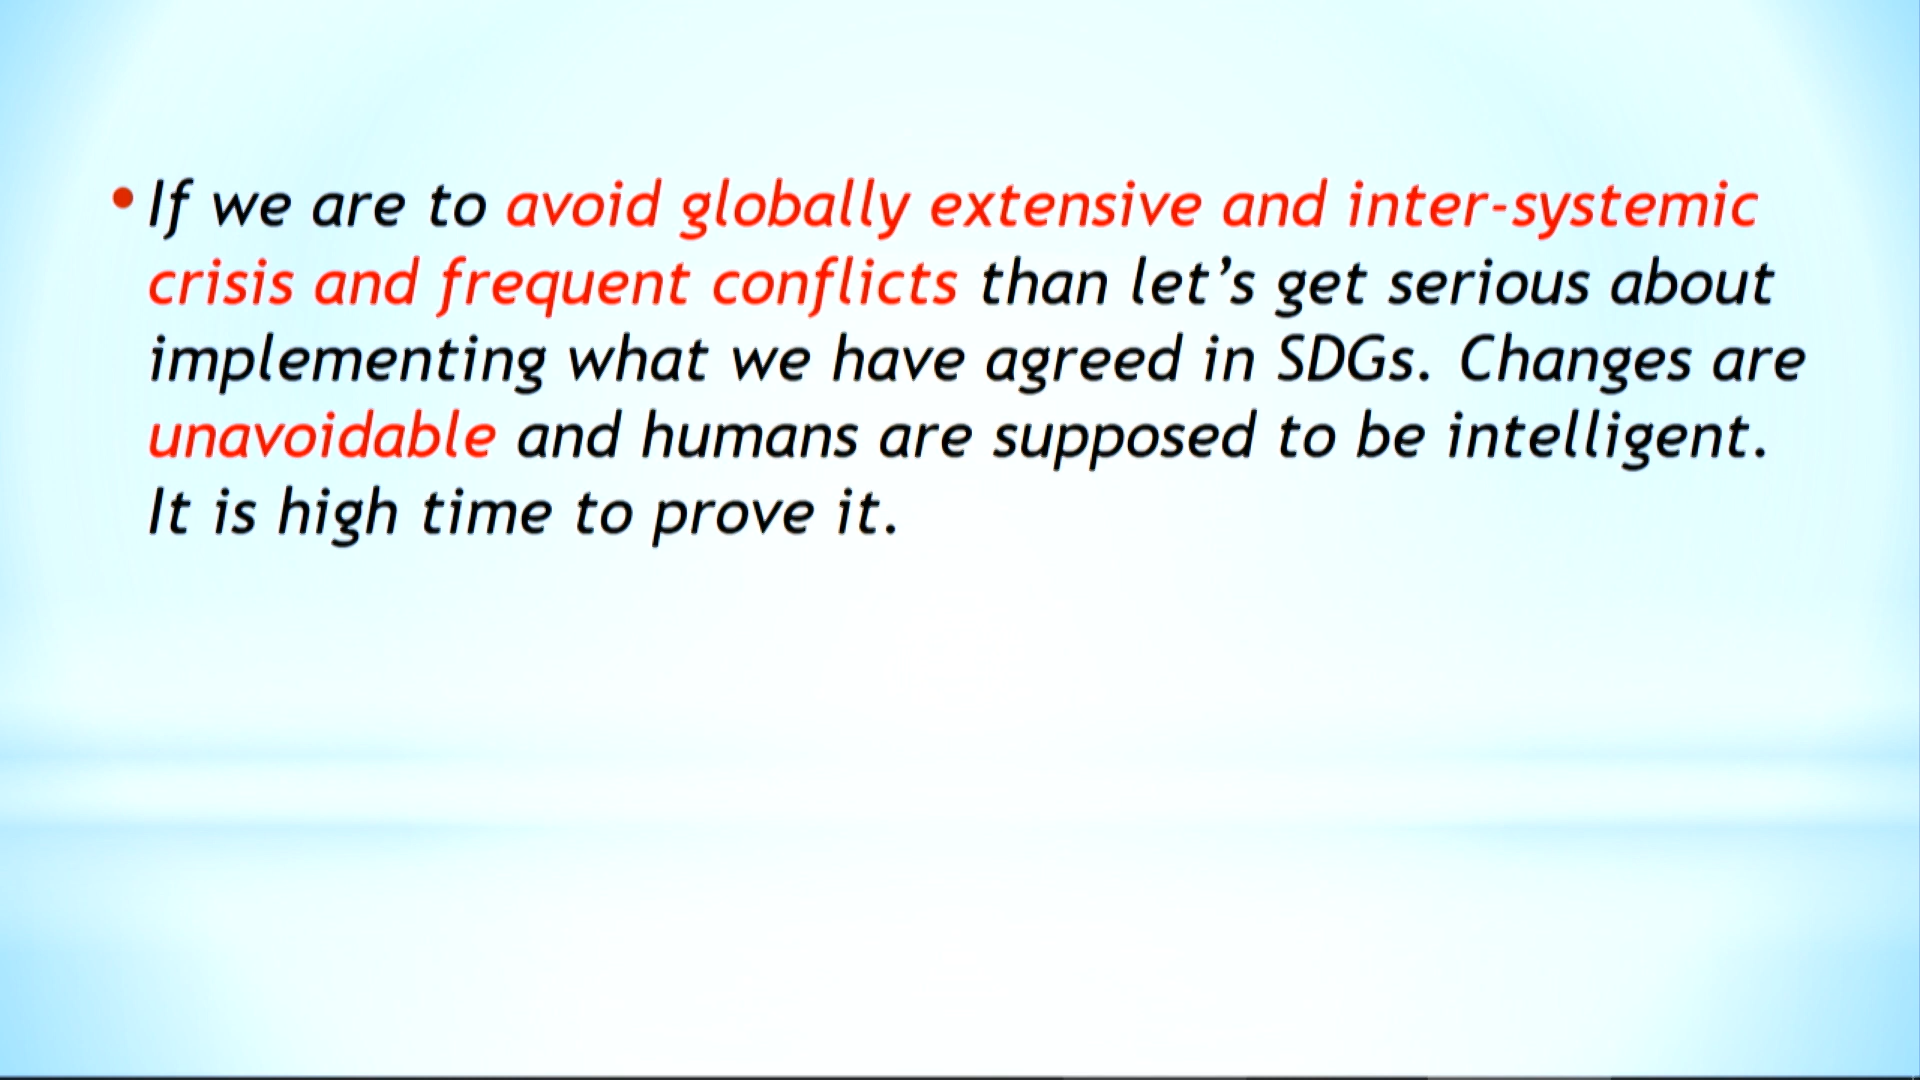 • If we are to avoid globally extensive and inter-systemic
crisis and frequent conflicts than let’s get serious about
implementing what we have agreed in SDGs. Changes are
unavoidable and humans are supposed to be intelligent.
It is high time to prove it.